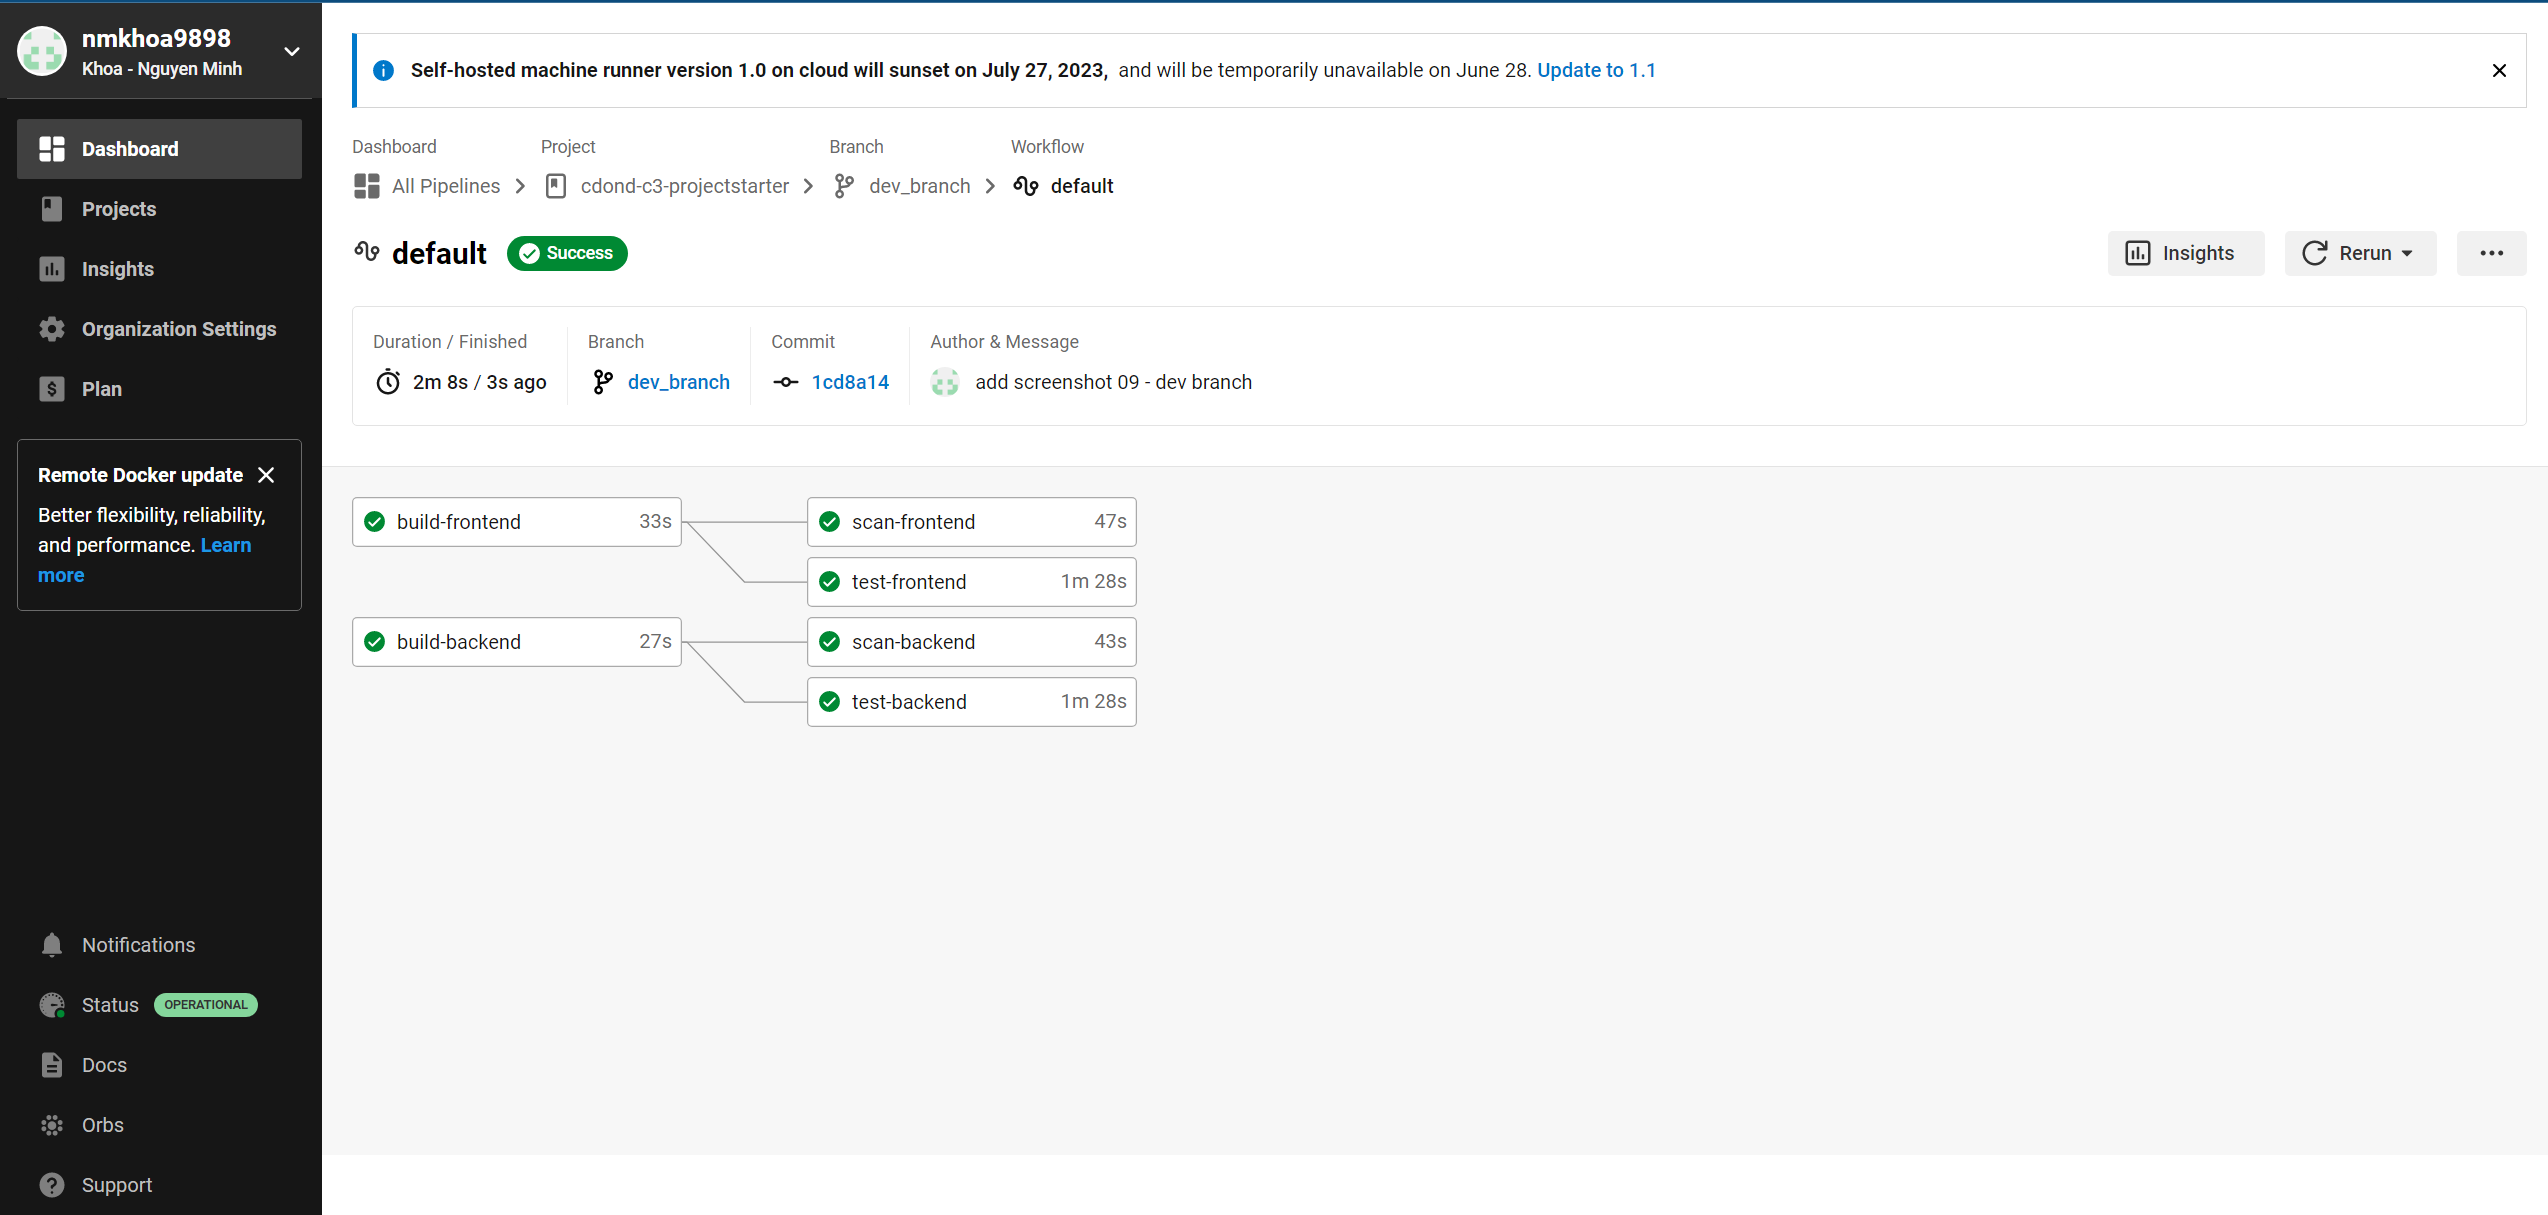 nmkhoa9898
Khoa - Nguyen Minh
Dashboard
Projects
Insights
Organization Settings
Plan
Remote Docker update
Better flexibility, reliability,
and performance. Learn
more
Notifications
Status OPERATIONAL
Docs
Orbs
Support
Self-hosted machine runner version 1.0 on cloud will sunset on July 27, 2023, and will be temporarily unavailable on June 28. Update to 1.1
Dashboard Project Branch Workflow
All Pipelines cdond-c3-projectstarter dev_branch default
default Success
Insights Rerun
Duration / Finished Branch Commit Author & Message
2m 8s / 3s ago dev_branch 1cd8a14 add screenshot 09 - dev branch
build-frontend 33s scan-frontend 47s
test-frontend 1m 28s
build-backend 27s scan-backend 43s
test-backend 1m 28s